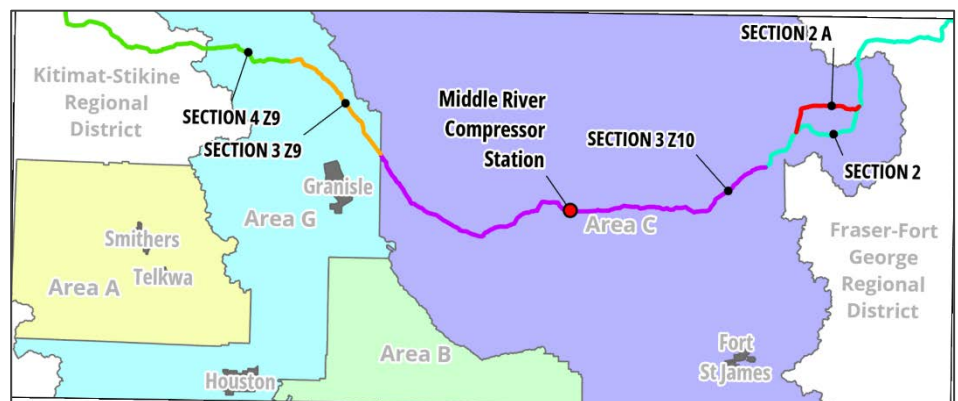 SECTION 2 A
Kitimat-Stikine
Regional
District
SECTION 4 Z9
SECTION 3 Z9
Middle River
Compressor
Station
SECTION 3 Z10
SECTION 2
Granisle
Area G
Area C
Smithers
Telkwa
Area A
Fraser-Fort
George
Regional
District
Area B
Houston
Fort
St James